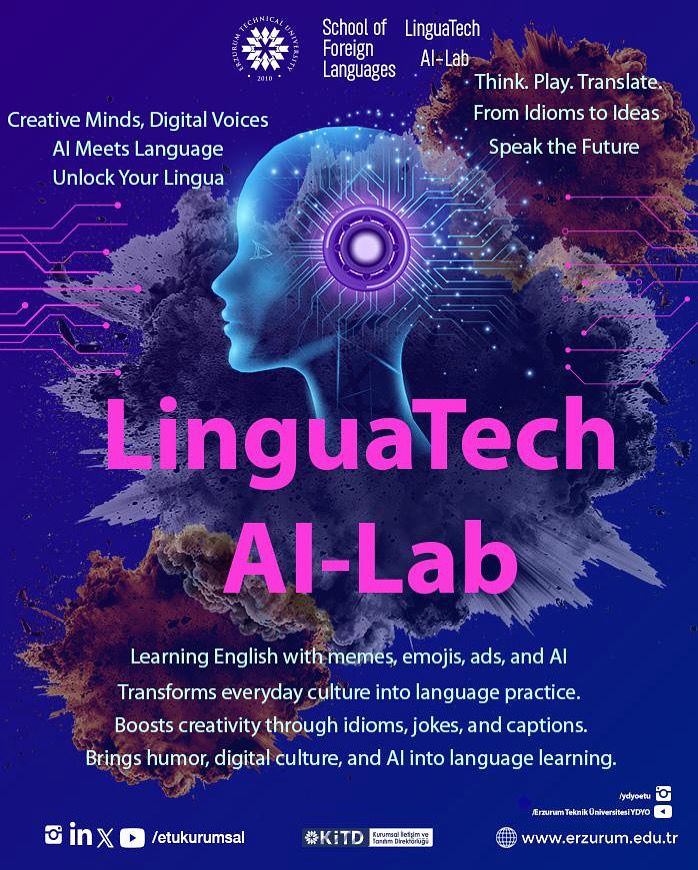 ERZURUM TECHNICAL UNIVERSITY
2010
School of
Foreign
Languages
LinguaTech
AI-Lab
Think. Play. Translate.
From Idioms to Ideas
Speak the Future
Creative Minds, Digital Voices
AI Meets Language
Unlock Your Lingua
LinguaTech
AI-Lab
Learning English with memes, emojis, ads, and AI
Transforms everyday culture into language practice.
Boosts creativity through idioms, jokes, and captions.
Brings humor, digital culture, and AI into language learning.
/ydyoetu
/Erzurum Teknik Üniversitesi YDYO
in X /etukurumsal
KiTD
Kurumsal İletişim ve
Tanıtım Direktörlüğü
www.erzurum.edu.tr